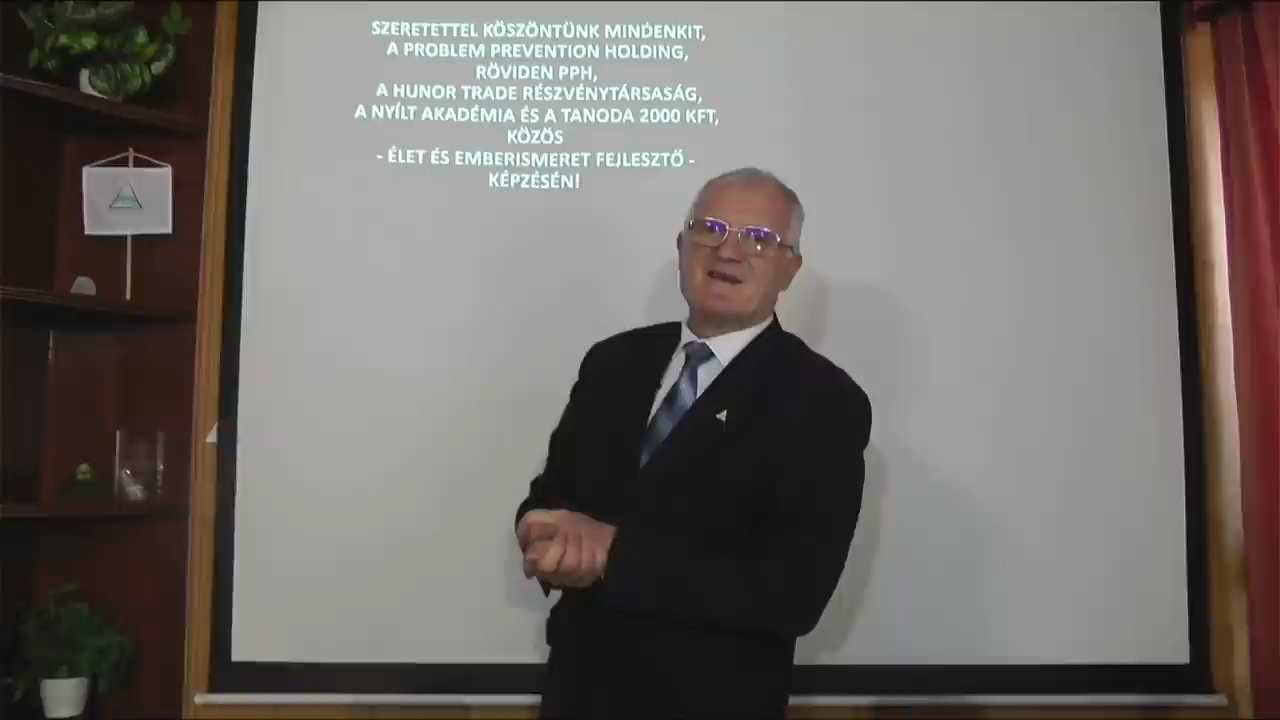 SZERETETTEL KÖSZÖNTÜNK MINDENKIT,
A PROBLEM PREVENTION HOLDING,
RÖVIDEN PPH,
A HUNOR TRADE RÉSZVÉNYTÁRSASÁG,
A NYÍLT AKADÉMIA ÉS A TANODA 2000 KFT,
KÖZÖS
- ÉLET ÉS EMBERISMERET FEJLESZTŐ -
KÉPZÉSÉN!